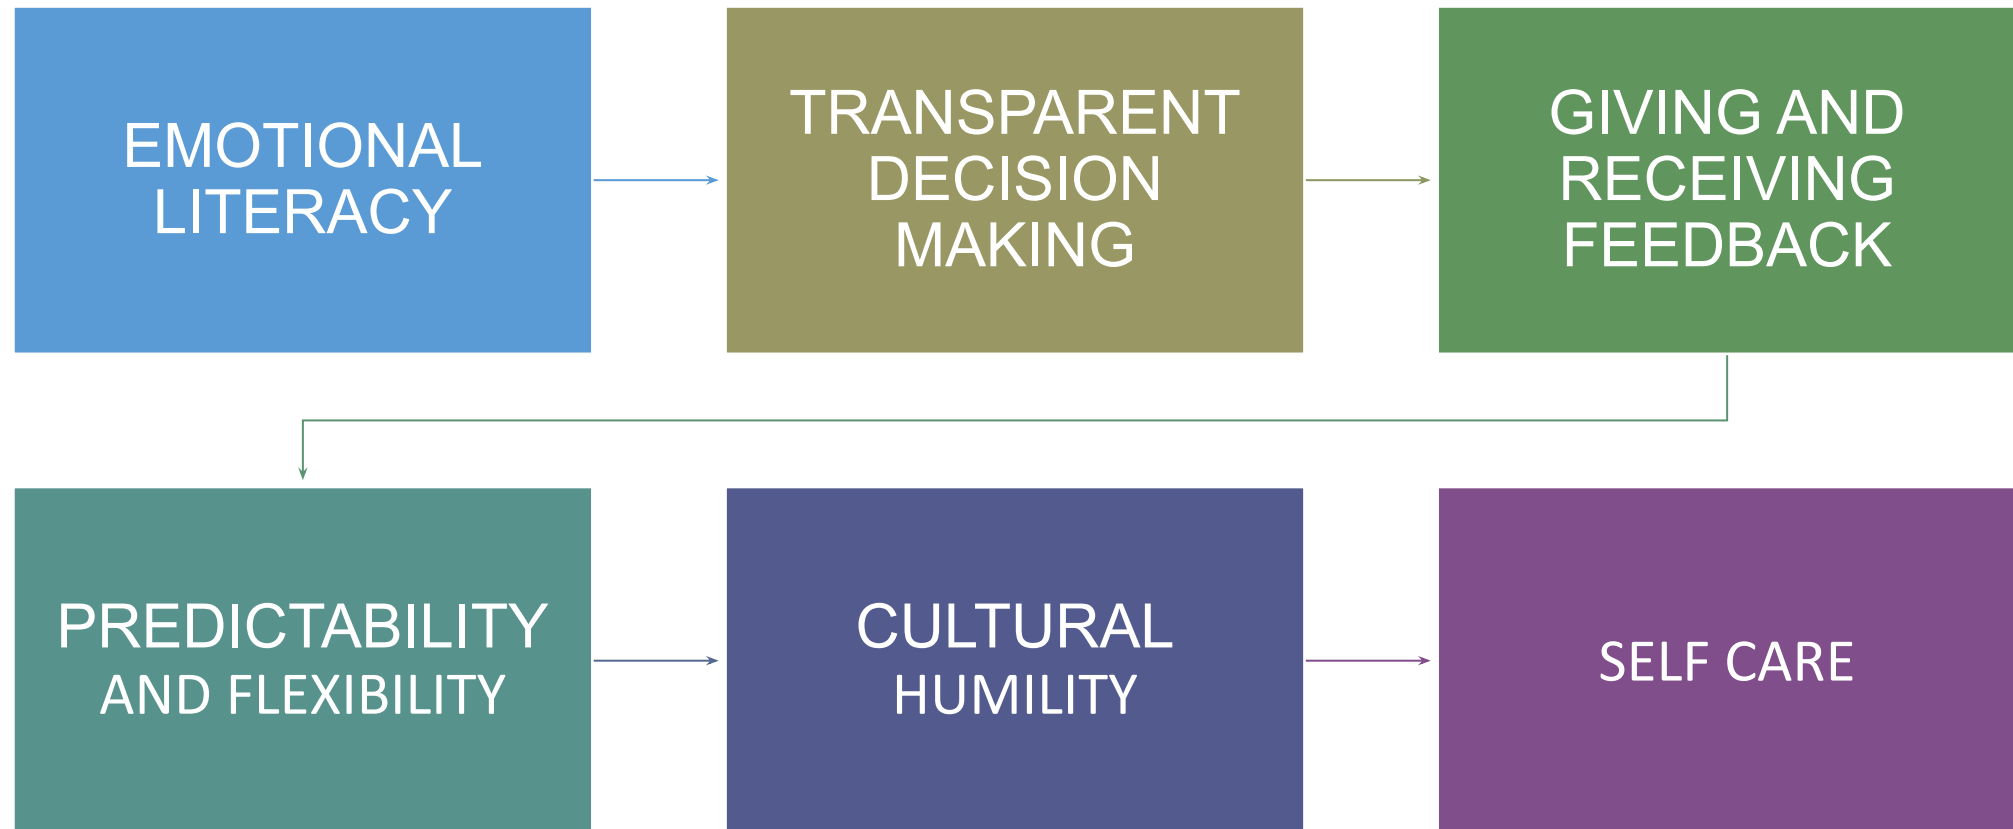 EMOTIONAL
LITERACY
TRANSPARENT
DECISION
MAKING
GIVING AND
RECEIVING
FEEDBACK
PREDICTABILITY
AND FLEXIBILITY
CULTURAL
HUMILITY
SELF CARE